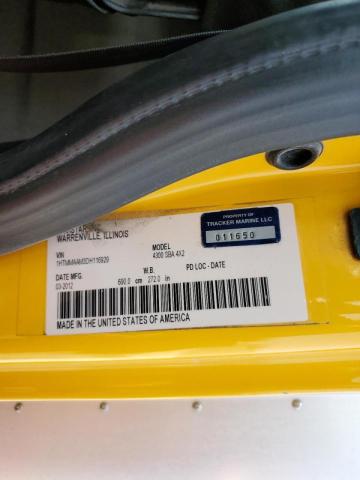 WARRENVILLE, ILLINOIS
PROPERTY OF
TRACKER MARINE LLC
011650
VIN
MODEL
1HTMMAAM5DH116929
4300 SBA 4X2
DATE MFG.
W.B.
PD LOC - DATE
03-2012
690.0 cm 272.0 in
MADE IN THE UNITED STATES OF AMERICA